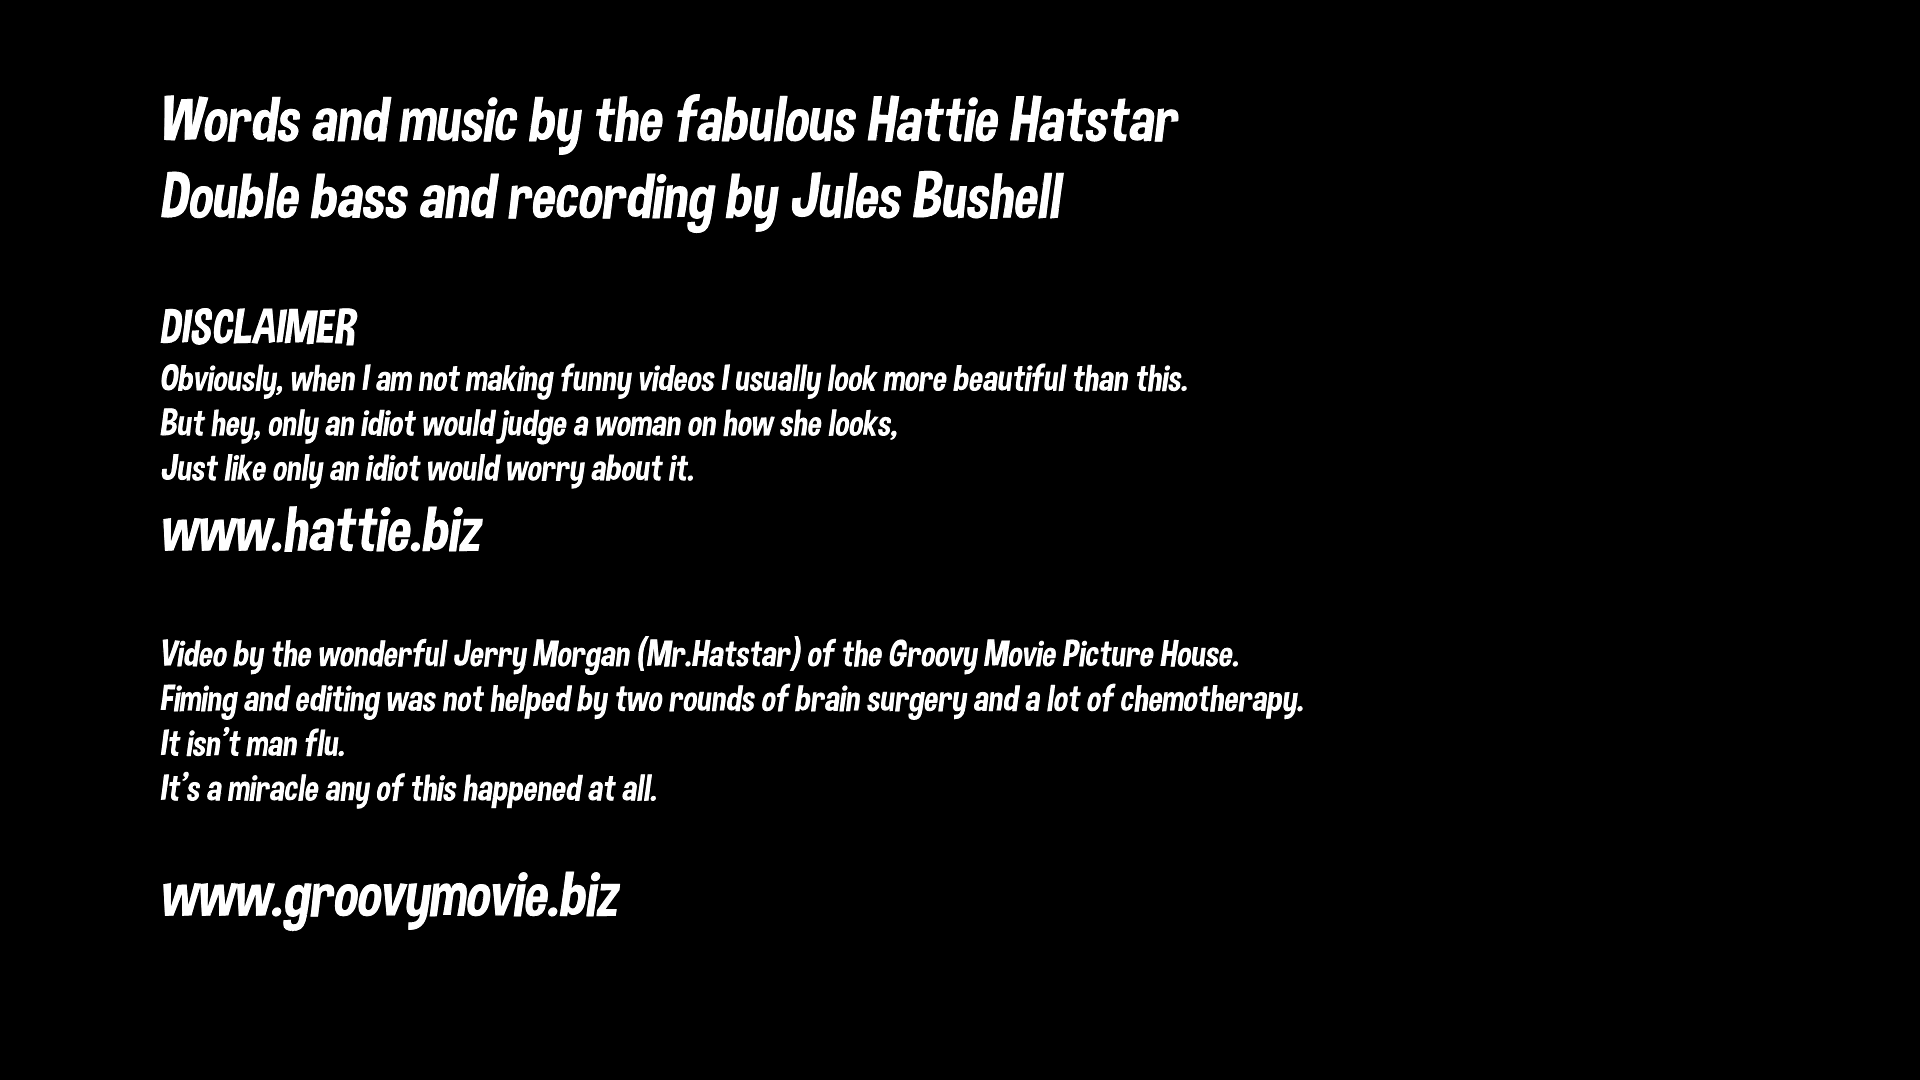 Words and music by the fabulous Hattie Hatstar
Double bass and recording by Jules Bushell
DISCLAIMER
Obviously, when I am not making funny videos I usually look more beautiful than this.
But hey, only an idiot would judge a woman on how she looks,
Just like only an idiot would worry about it.
www.hattie.biz
Video by the wonderful Jerry Morgan (Mr.Hatstar) of the Groovy Movie Picture House.
Fiming and editing was not helped by two rounds of brain surgery and a lot of chemotherapy.
It isn’t man flu.
It’s a miracle any of this happened at all.
www.groovymovie.biz